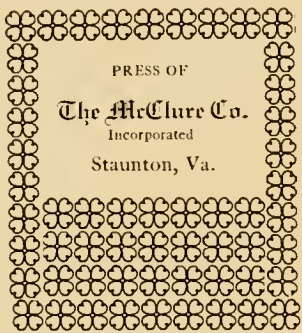 PRESS OF
The McClure Co.
Incorporated
Staunton, Va.